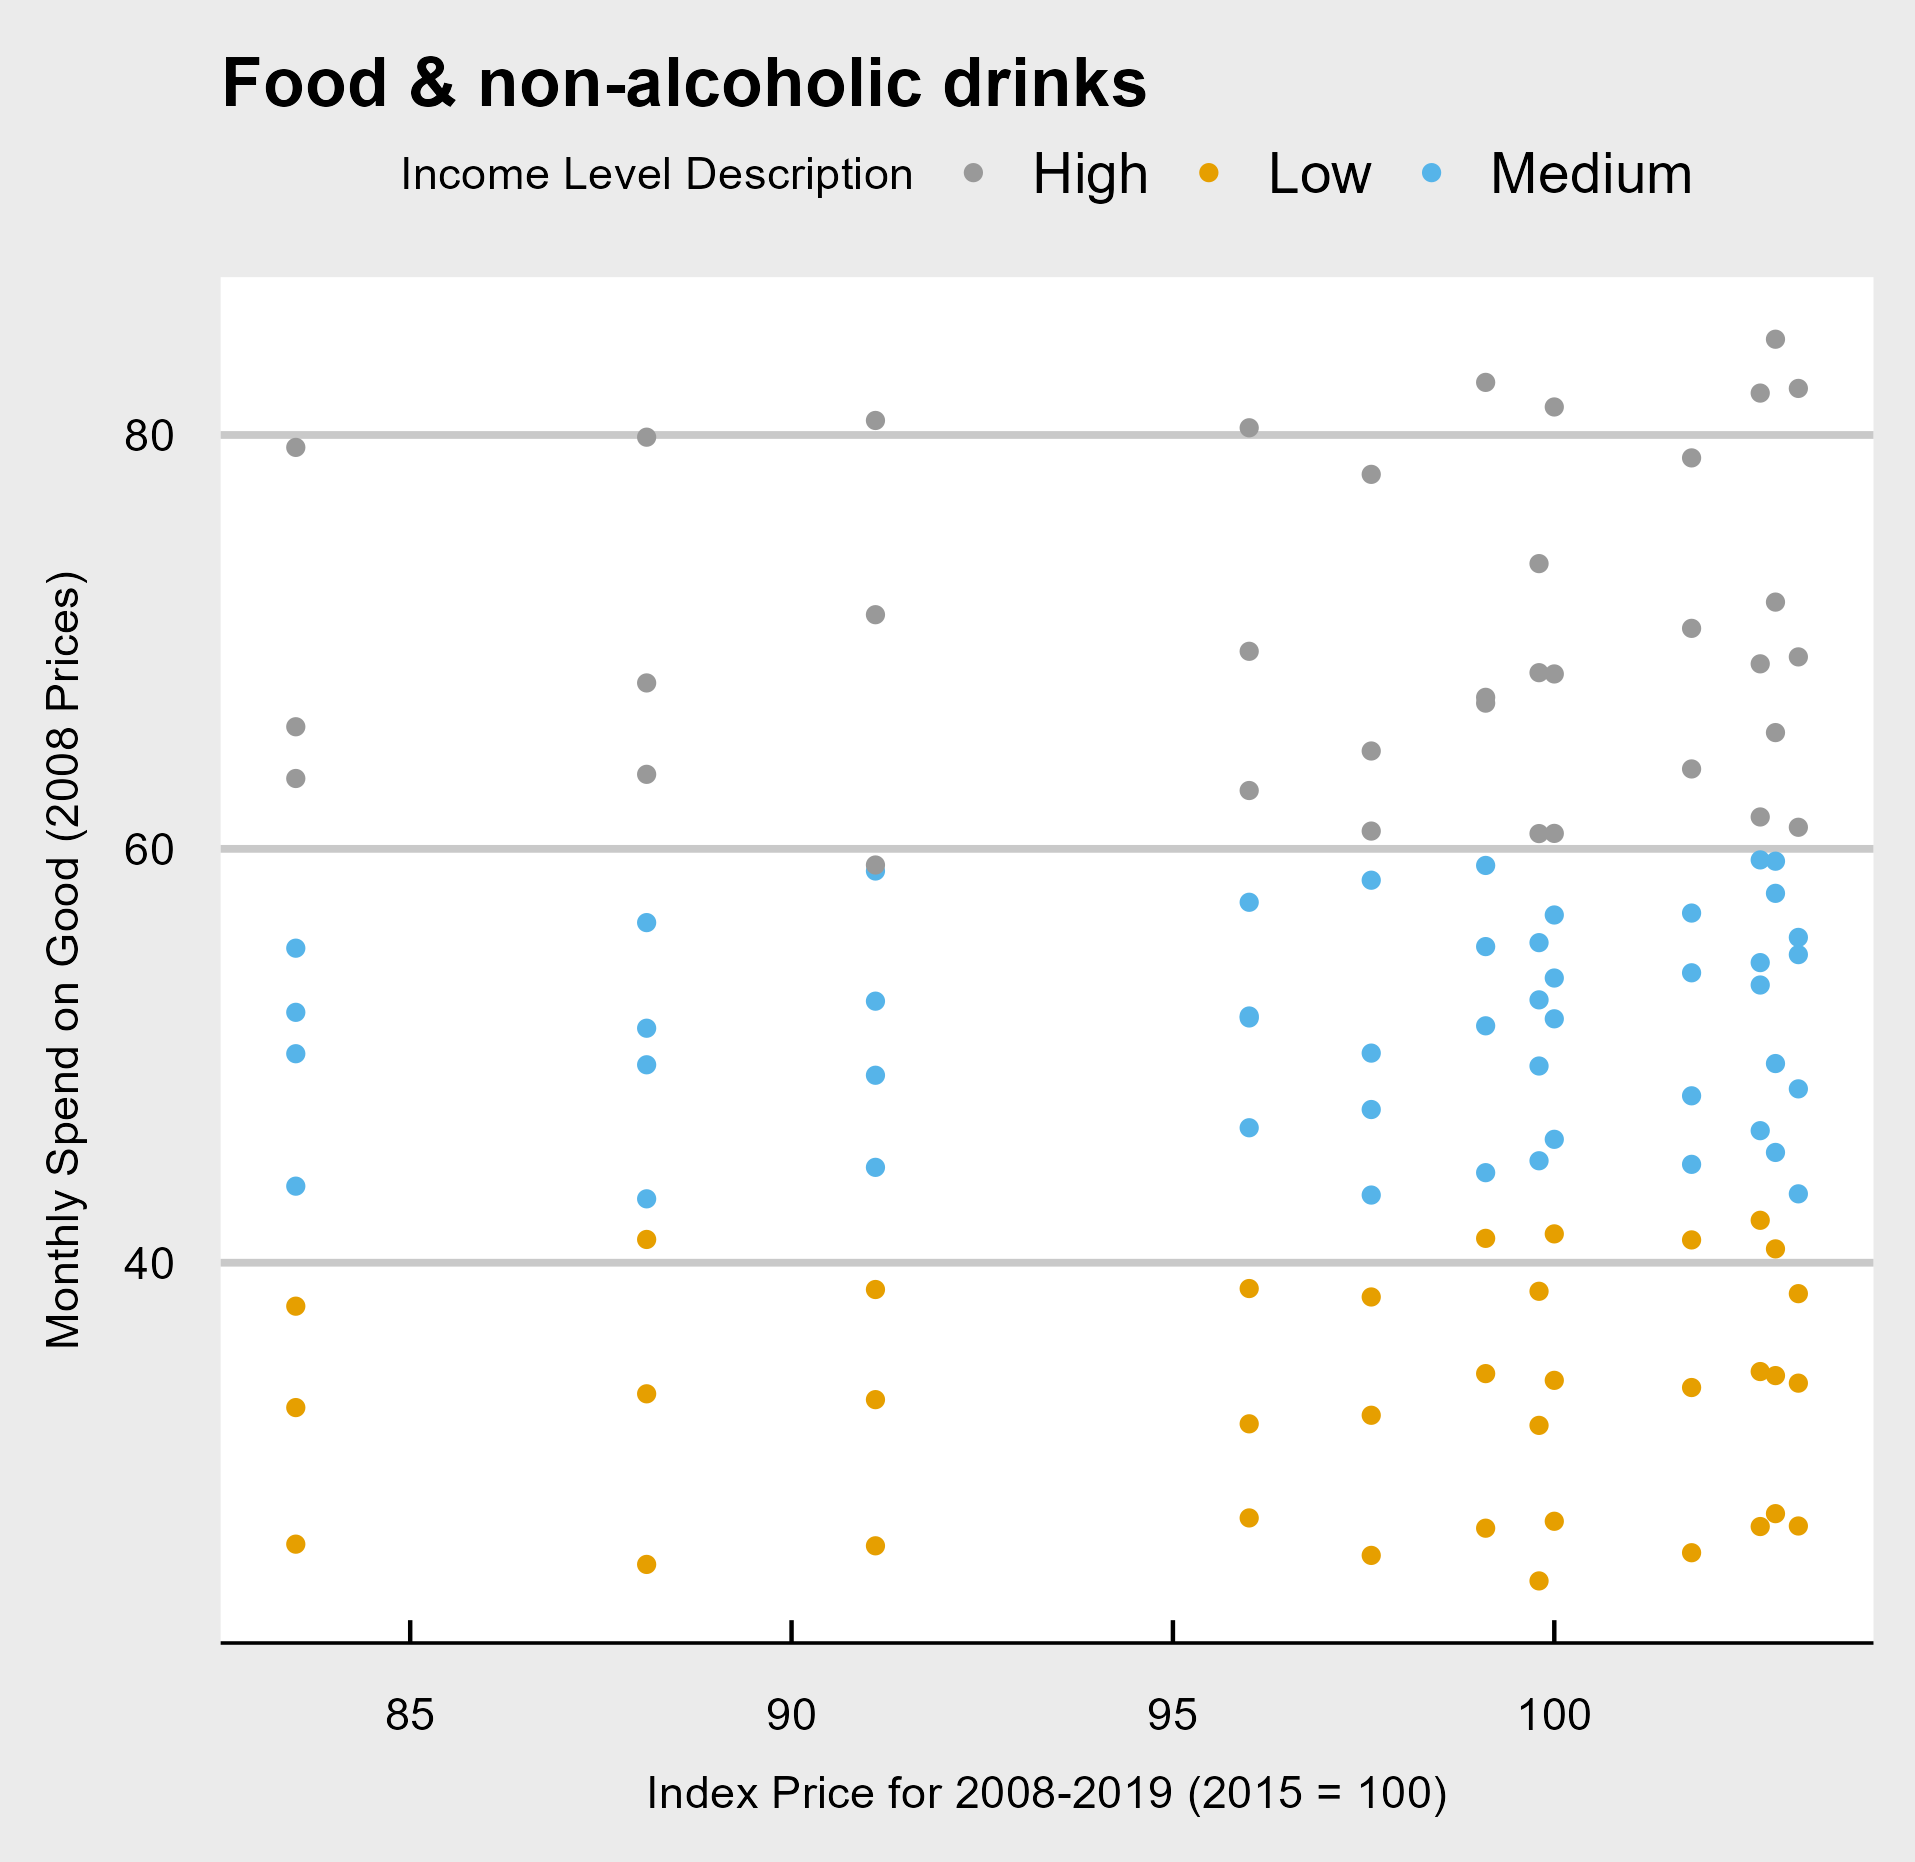 Food & non-alcoholic drinks
Income Level Description High Low Medium
80
60
40
Monthly Spend on Good (2008 Prices)
85 90 95 100
Index Price for 2008-2019 (2015 = 100)